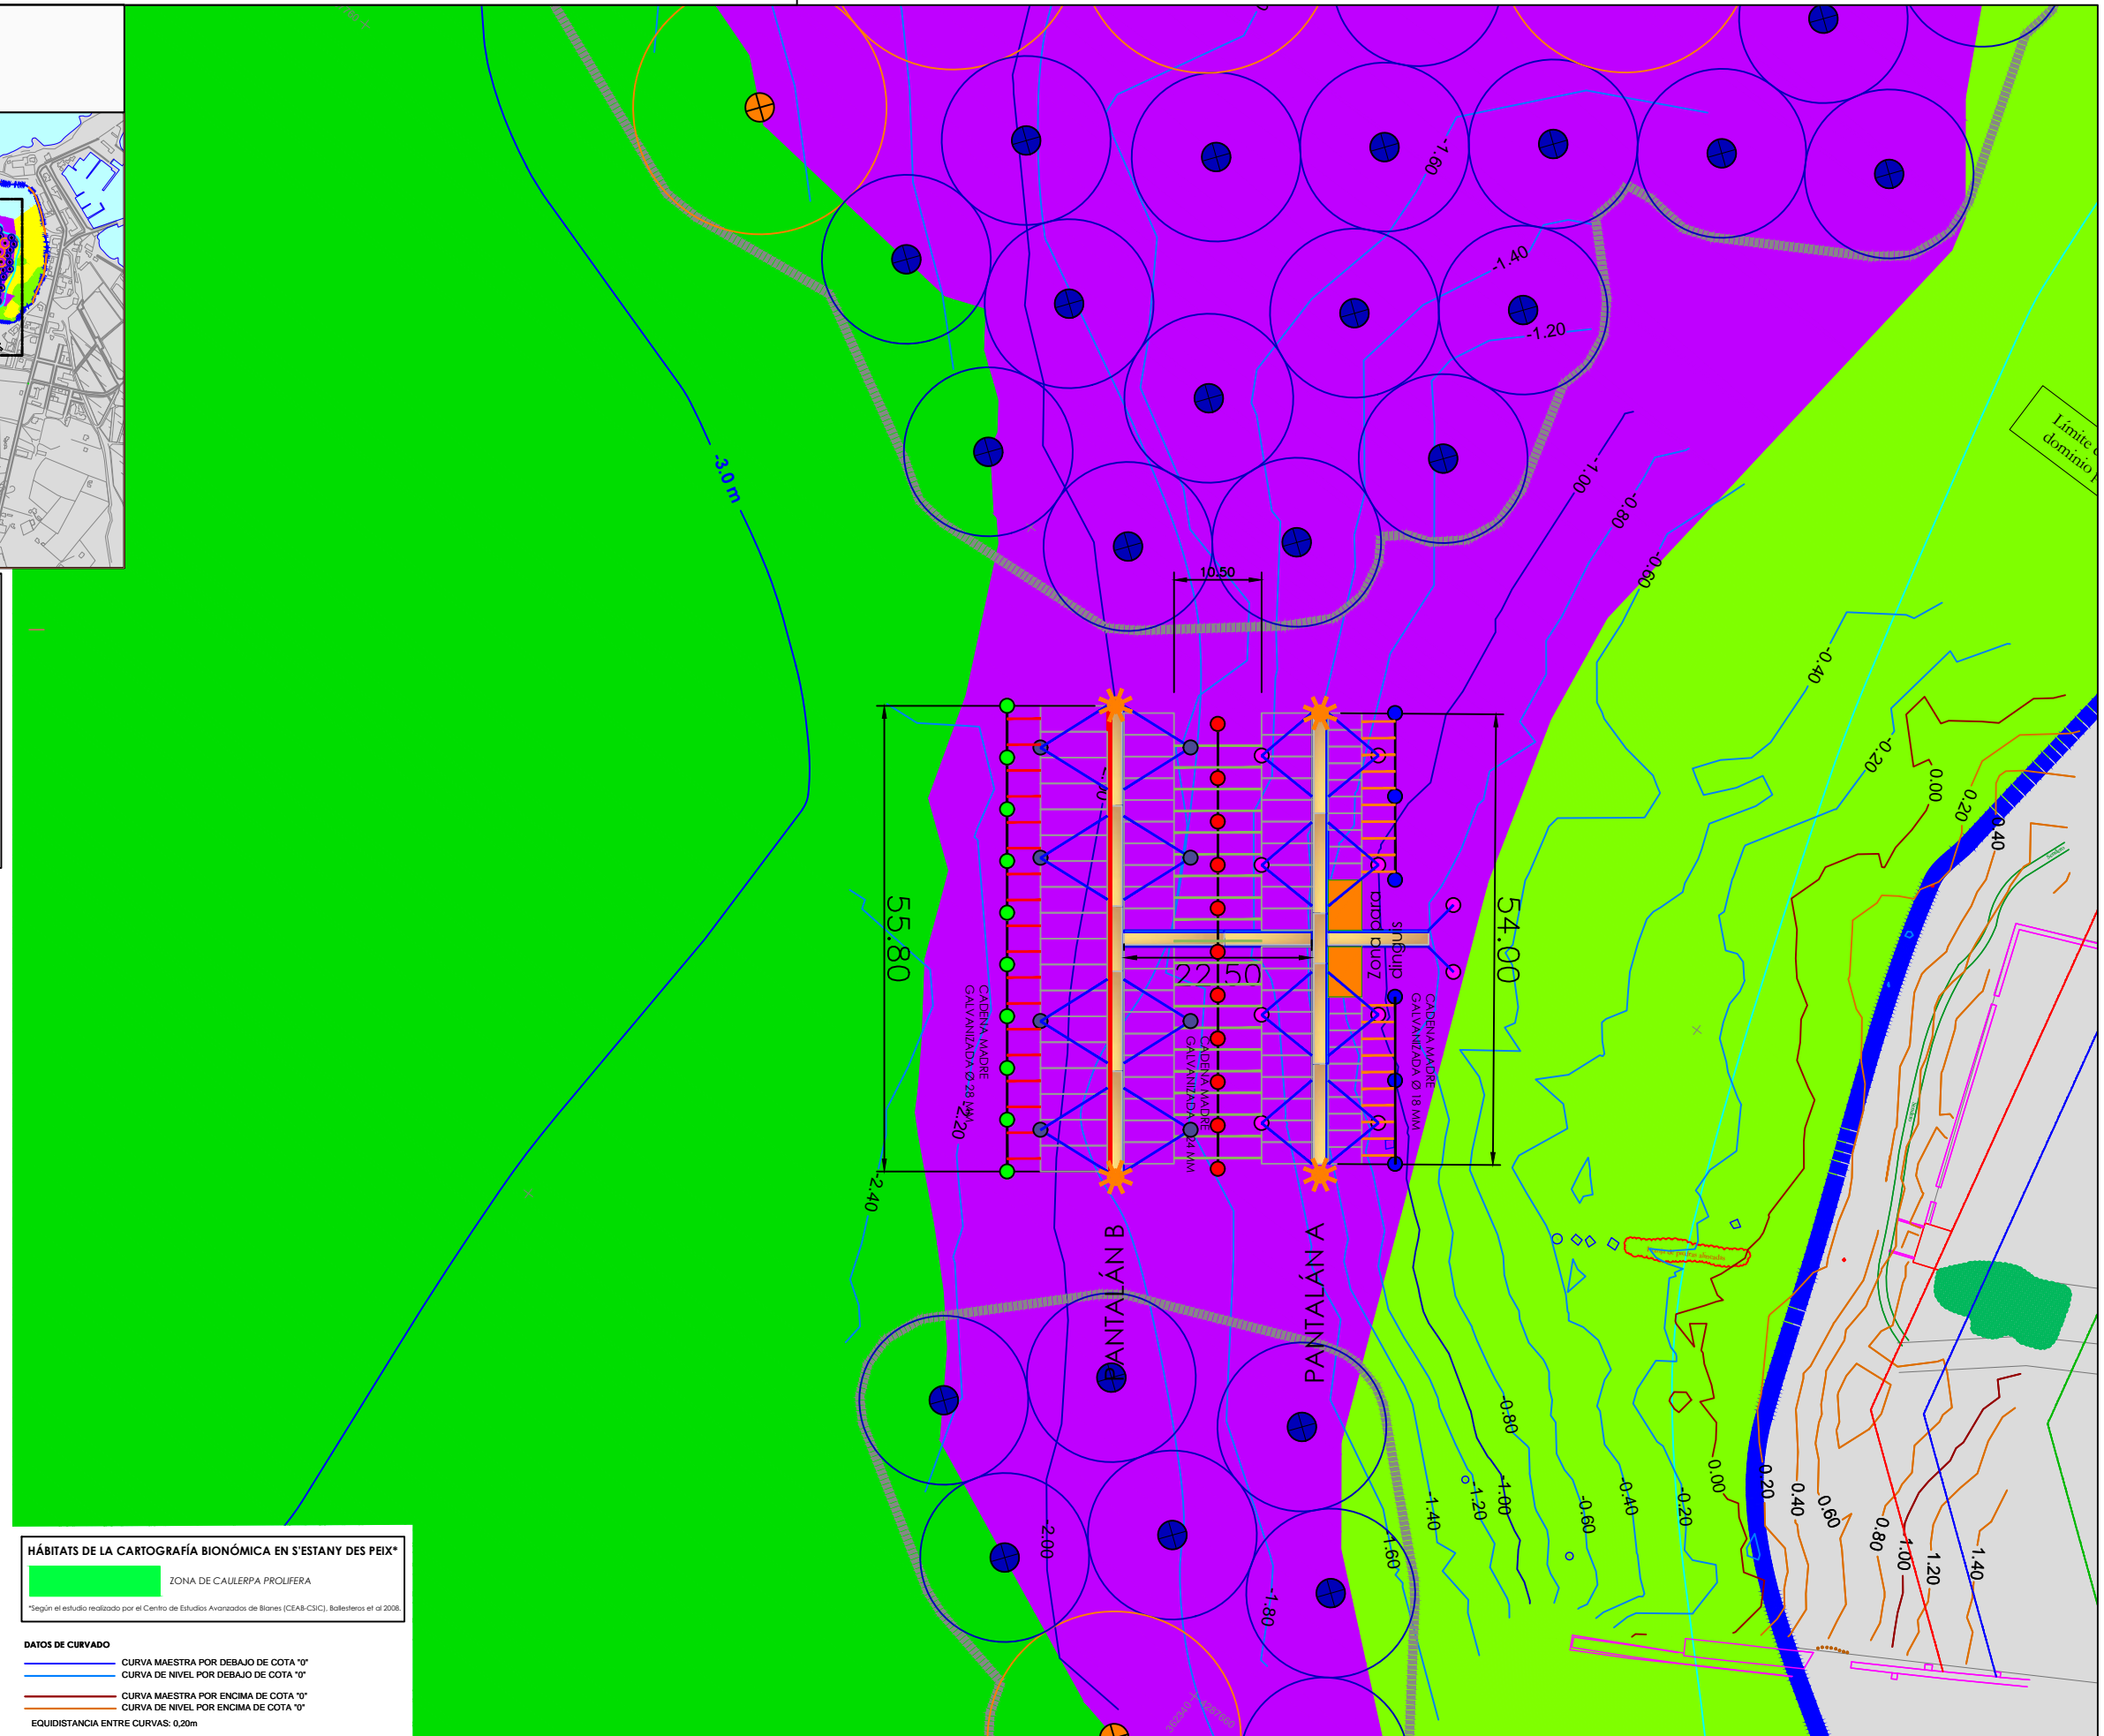 -1.60
-1.40
-1.20
-3.0 m
-1.00
-0.80
-0.60
Límite
dominio
10.50
-0.40
-0.20
0.00
0.20
0.40
55.80
54.00
22.50
Zona para
dingus
CADENA MADRE
GALVANIZADA Ø 28 MM
CADENA MADRE
GALVANIZADA 24 MM
CADENA MADRE
GALVANIZADA Ø 18 MM
-2.20
-2.40
PANTALÁN B
PANTALÁN A
-2.00
-1.80
-1.60
-1.40
-1.20
-1.00
-0.80
-0.60
-0.40
-0.20
0.00
0.20
0.40
0.60
0.80
1.00
1.20
1.40
HÁBITATS DE LA CARTOGRAFÍA BIONÓMICA EN S'ESTANY DES PEIX*
ZONA DE CAULERPA PROLIFERA
*Según el estudio realizado por el Centro de Estudios Avanzados de Blanes (CEAB-CSIC), Ballesteros et al 2008.
DATOS DE CURVADO
CURVA MAESTRA POR DEBAJO DE COTA "0"
CURVA DE NIVEL POR DEBAJO DE COTA "0"
CURVA MAESTRA POR ENCIMA DE COTA "0"
CURVA DE NIVEL POR ENCIMA DE COTA "0"
EQUIDISTANCIA ENTRE CURVAS: 0,20m